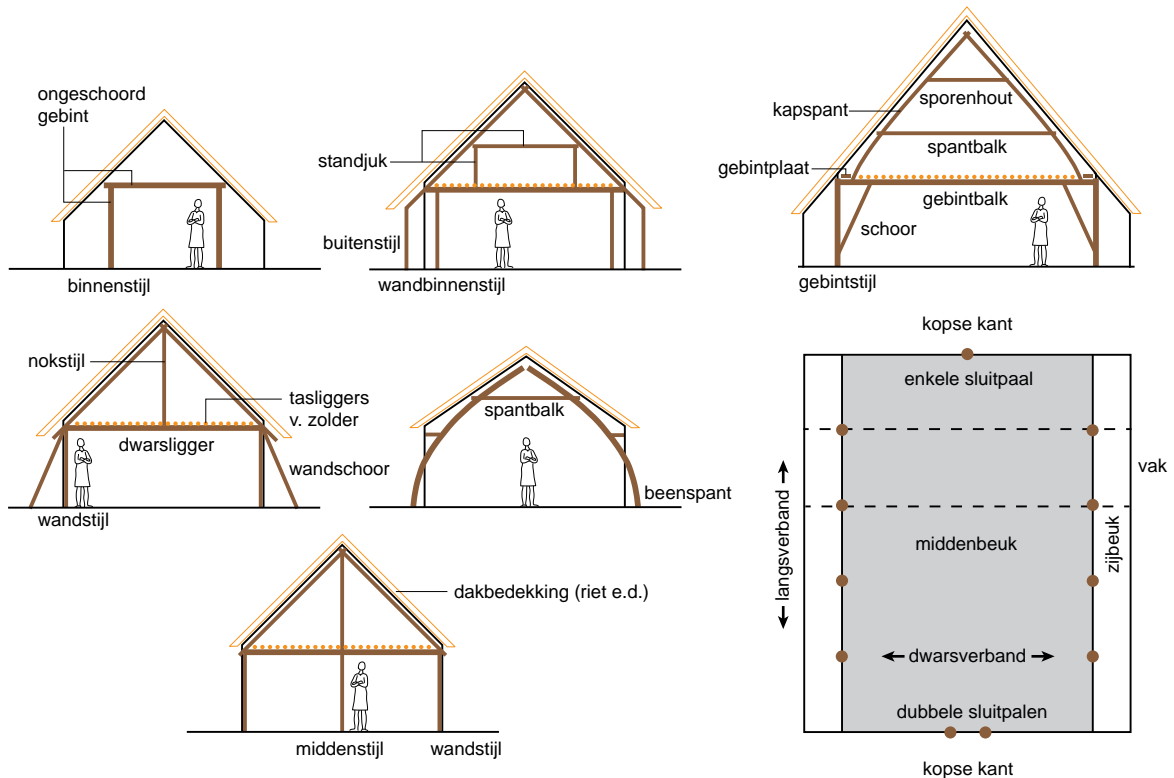 ongeschoord
gebint
binnenstijl
standjuk
buitenstijl
wandbinnenstijl
sporenhout
kapspant
spantbalk
gebintplaat
gebintbalk
schoor
gebintstijl
nokstijl
tasliggers
v. zolder
dwarsligger
wandschoor
wandstijl
spantbalk
beenspant
dakbedekking (riet e.d.)
middenstijl
wandstijl
kopse kant
enkele sluitpaal
vak
langsverband
middenbeuk
zijbeuk
dwarsverband
dubbele sluitpalen
kopse kant